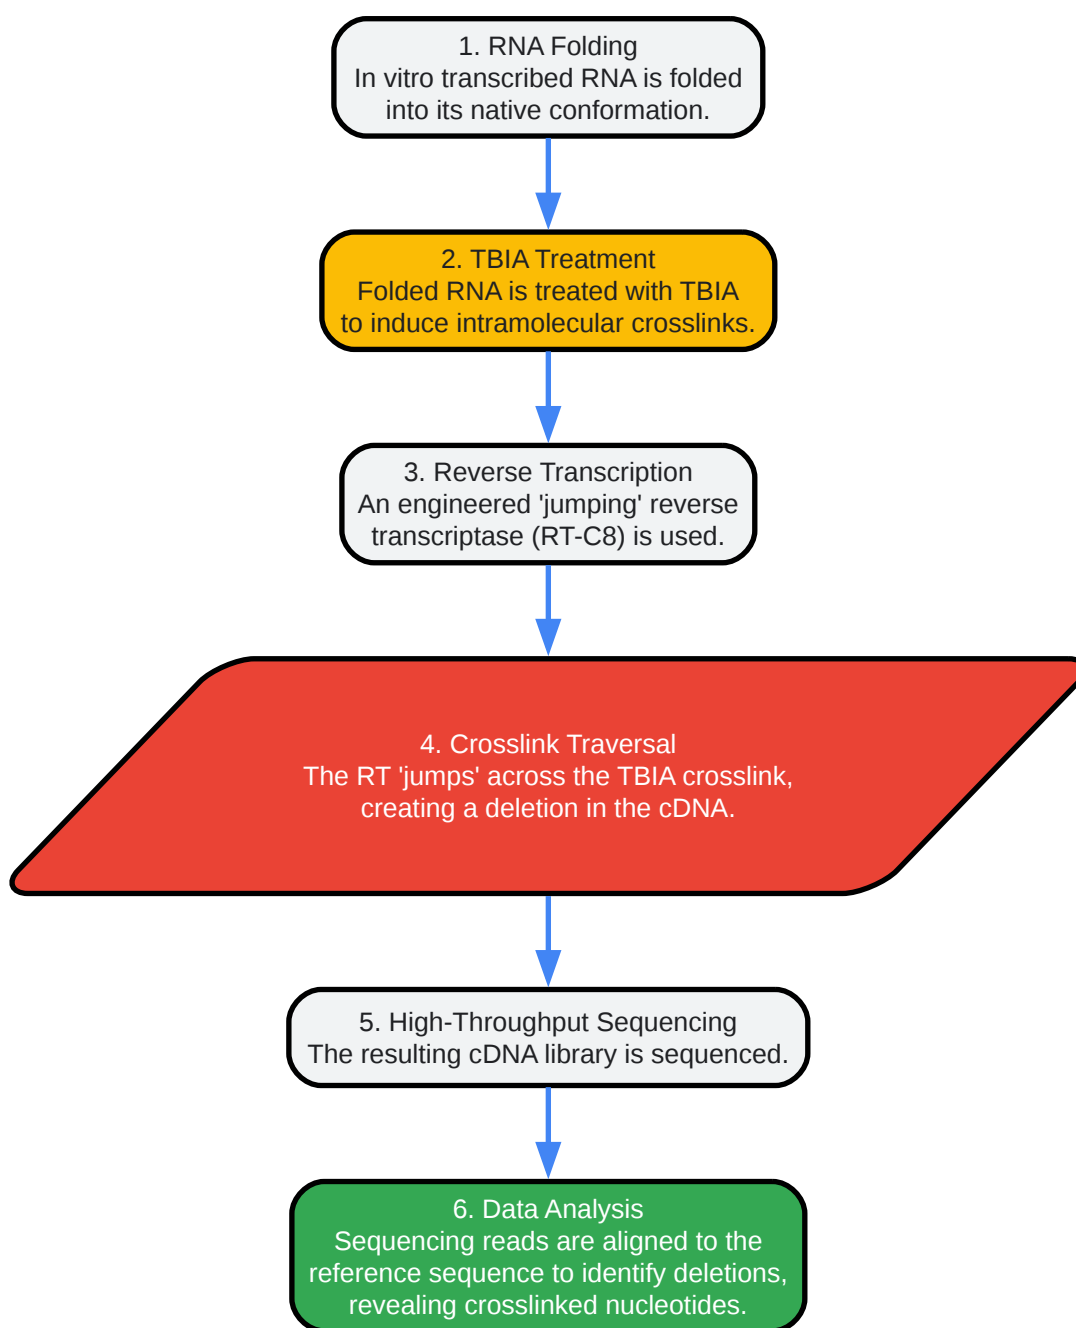 1. RNA Folding
In vitro transcribed RNA is folded
into its native conformation.
2. TBIA Treatment
Folded RNA is treated with TBIA
to induce intramolecular crosslinks.
3. Reverse Transcription
An engineered 'jumping' reverse
transcriptase (RT-C8) is used.
4. Crosslink Traversal
The RT 'jumps' across the TBIA crosslink,
creating a deletion in the cDNA.
5. High-Throughput Sequencing
The resulting cDNA library is sequenced.
6. Data Analysis
Sequencing reads are aligned to the
reference sequence to identify deletions,
revealing crosslinked nucleotides.